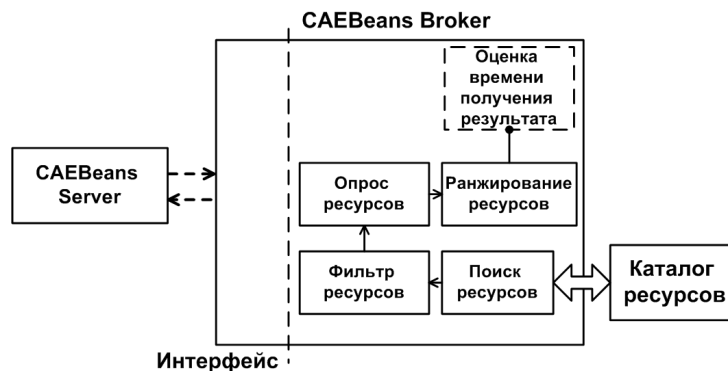 CAEBeans Broker
Оценка
времени
получения
результата
CAEBeans
Server
Опрос
ресурсов
Ранжирование
ресурсов
Фильтр
ресурсов
Поиск
ресурсов
Каталог
ресурсов
Интерфейс